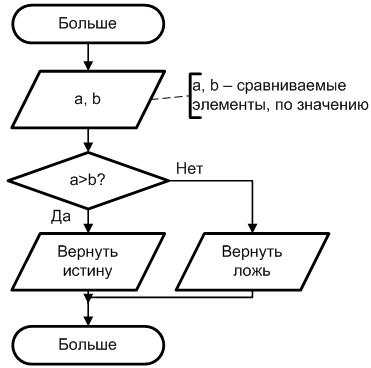 Больше
a, b
a, b – сравниваемые
элементы, по значению
a>b?
Нет
Да
Вернуть
истину
Вернуть
ложь
Больше